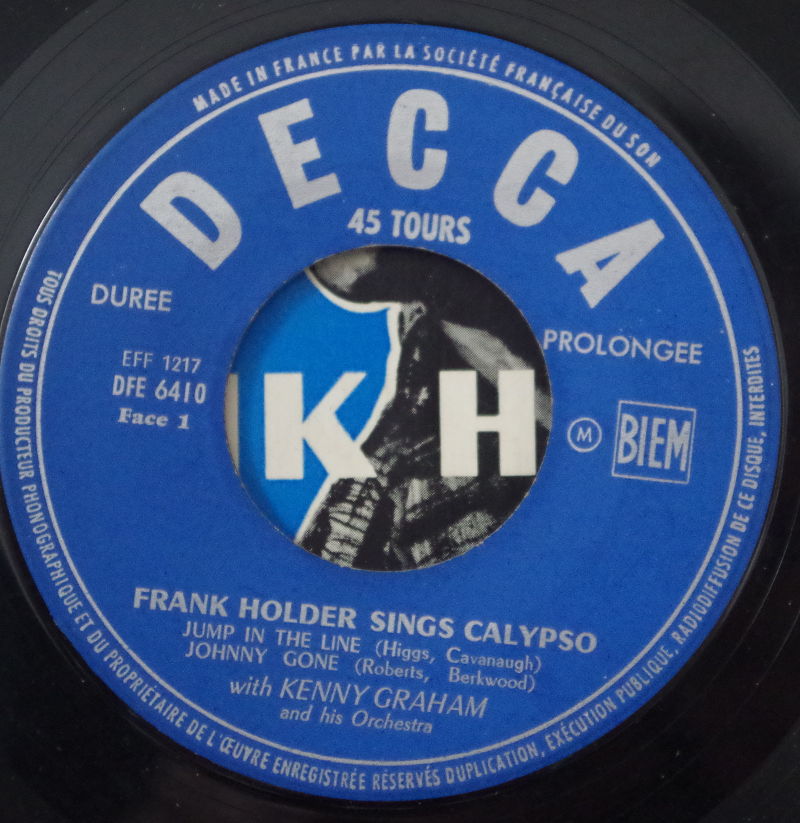 MADE IN FRANCE PAR LA SOCIÉTÉ FRANÇAISE DU SON
DECCA
45 TOURS
DUREE
PROLONGEE
EFF 1217
DFE 6410
Face 1
K H
M
BIEM
FRANK HOLDER SINGS CALYPSO
JUMP IN THE LINE (Higgs, Cavanaugh)
JOHNNY GONE (Roberts, Berkwood)
with KENNY GRAHAM
and his Orchestra
TOUS DROITS DU PRODUCTEUR PHONOGRAPHIQUE ET DU PROPRIÉTAIRE DE L'ŒUVRE ENREGISTRÉE RÉSERVÉS DUPLICATION, EXÉCUTION PUBLIQUE, RADIODIFFUSION DE CE DISQUE, INTERDITES